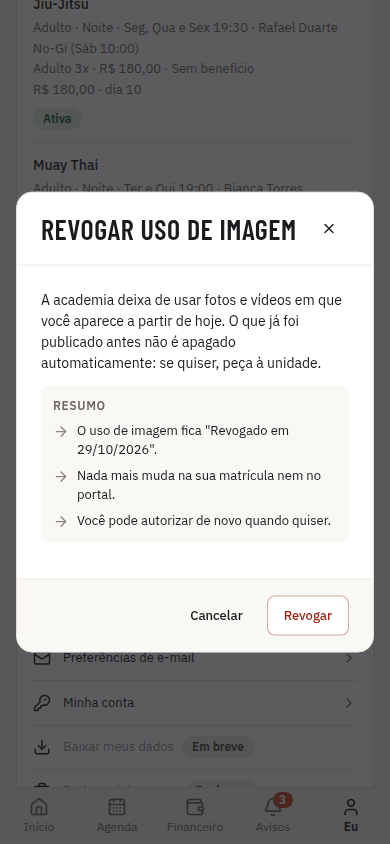 Jiu-Jitsu
Adulto · Noite · Seg, Qua e Sex 19:30 · Rafael Duarte
No-Gi (Sáb 10:00)
Adulto 3x · R$ 180,00 · Sem benefício
R$ 180,00 · dia 10
Ativa
Muay Thai
Adulto · Noite · Ter e Qui 19:00 · Bianca Torres
REVOGAR USO DE IMAGEM
A academia deixa de usar fotos e vídeos em que
você aparece a partir de hoje. O que já foi
publicado antes não é apagado
automaticamente: se quiser, peça à unidade.
RESUMO
→ O uso de imagem fica "Revogado em
29/10/2026".
→ Nada mais muda na sua matrícula nem no
portal.
→ Você pode autorizar de novo quando quiser.
Cancelar Revogar
Preferências de e-mail
Minha conta
Baixar meus dados Em breve
Início Agenda Financeiro Avisos 3 Eu